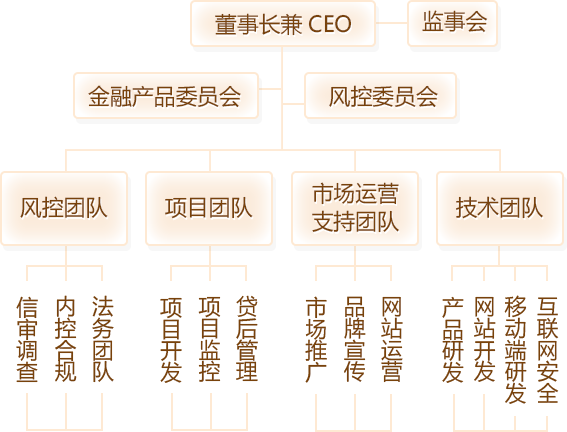 董事长兼 CEO
监事会
金融产品委员会
风控委员会
风控团队
项目团队
市场运营
支持团队
技术团队
信审调查
内控合规
法务团队
项目开发
项目监控
贷后管理
市场推广
品牌宣传
网站运营
产品研发
网站开发
移动端研发
互联网安全